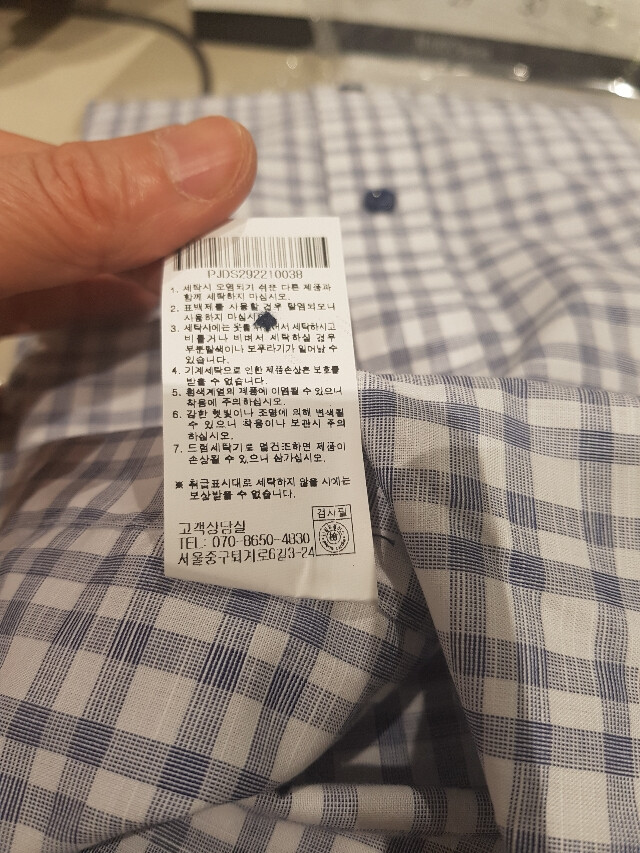 PJDS292210038
1. 세탁시 오염되기 쉬운 다른 제품과
함께 세탁하지 마십시오.
2. 표백제를 사용할 경우 탈염되오니
사용하지 마십시오.
3. 세탁시에는 옷를 서 세탁하시고
비틀거나 비벼서 세탁하실 경우
부분탈색이나 보푸라기가 일어날 수
있습니다.
4. 기계세탁으로 인한 제품손상은 보호를
받을 수 없습니다.
5. 흰색계열의 제품에 이염될 수 있으니
착용에 주의하십시오.
6. 강한 햇빛이나 조명에 의해 변색될
수 있으니 착용이나 보관시 주의
하십시오.
7. 드럼세탁기로 열건조하면 제품이
손상될 수 있으니 삼가십시오.
※ 취급표시대로 세탁하지 않을 시에는
보상받을 수 없습니다.
검사필
고객상담실
TEL: 070-8650-4830
서울중구퇴계로6길3-24